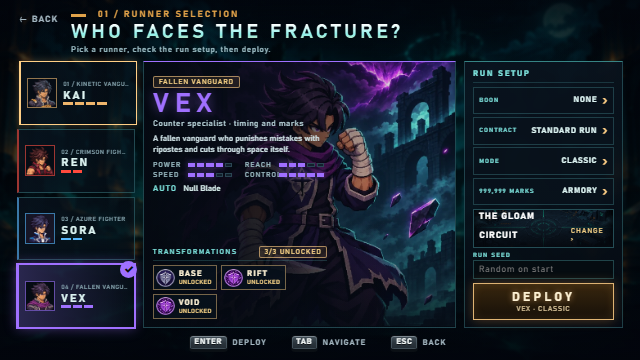 ← BACK
01 / RUNNER SELECTION
WHO FACES THE FRACTURE?
Pick a runner, check the run setup, then deploy.
01 / KINETIC VANGU...
KAI
02 / CRIMSON FIGH...
REN
03 / AZURE FIGHTER
SORA
04 / FALLEN VANGU...
VEX
FALLEN VANGUARD
VEX
Counter specialist · timing and marks
A fallen vanguard who punishes mistakes with
ripostes and cuts through space itself.
POWER REACH
SPEED CONTROL
AUTO Null Blade
TRANSFORMATIONS 3/3 UNLOCKED
BASE
UNLOCKED
RIFT
UNLOCKED
VOID
UNLOCKED
RUN SETUP
BOON NONE ›
CONTRACT STANDARD RUN ›
MODE CLASSIC ›
999,999 MARKS ARMORY ›
THE GLOAM
CIRCUIT CHANGE ›
RUN SEED
Random on start
DEPLOY
VEX · CLASSIC
ENTER DEPLOY TAB NAVIGATE ESC BACK